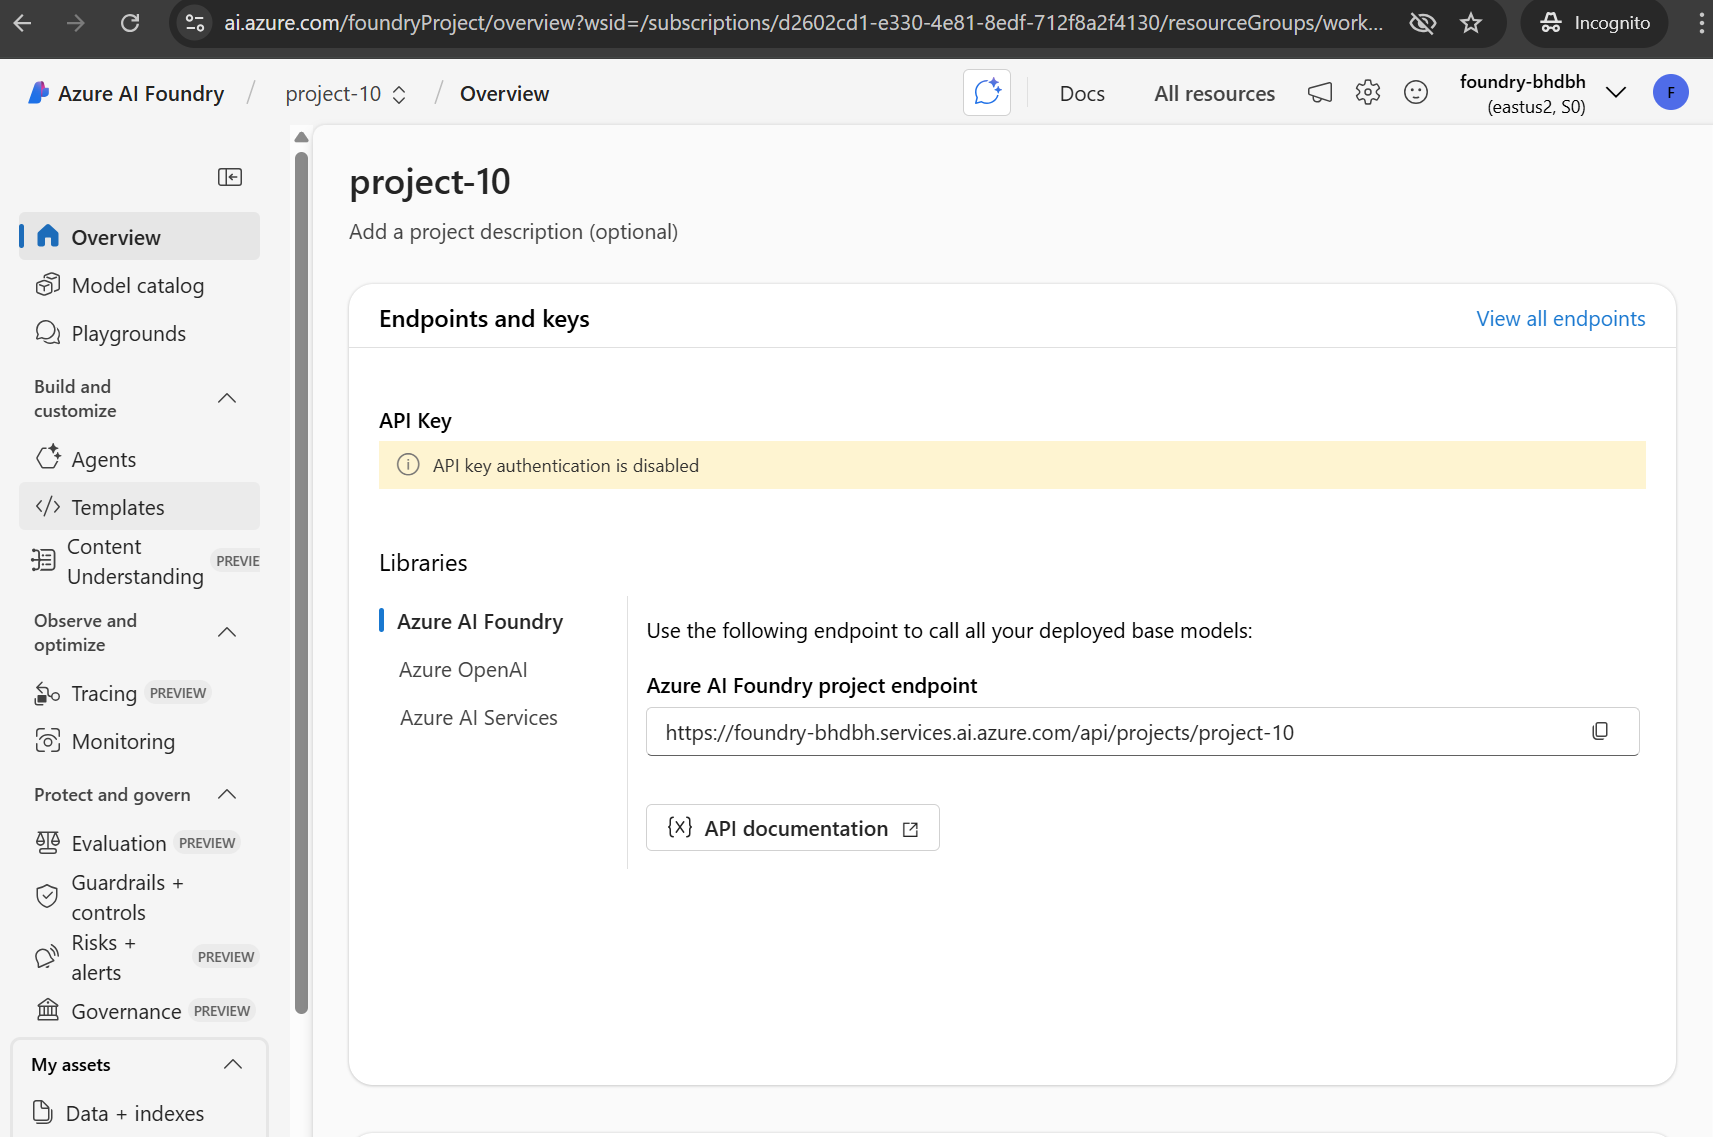 ai.azure.com/foundryProject/overview?wsid=/subscriptions/d2602cd1-e330-4e81-8edf-712f8a2f4130/resourceGroups/work...
Incognito
Azure AI Foundry / project-10 / Overview
Docs
All resources
foundry-bhdbh
(eastus2, S0)
F
Overview
Model catalog
Playgrounds
Build and
customize
Agents
Templates
Content
Understanding
PREVIE
Observe and
optimize
Tracing PREVIEW
Monitoring
Protect and govern
Evaluation PREVIEW
Guardrails +
controls
Risks +
alerts
PREVIEW
Governance PREVIEW
My assets
Data + indexes
project-10
Add a project description (optional)
Endpoints and keys
View all endpoints
API Key
API key authentication is disabled
Libraries
Azure AI Foundry
Azure OpenAI
Azure AI Services
Use the following endpoint to call all your deployed base models:
Azure AI Foundry project endpoint
https://foundry-bhdbh.services.ai.azure.com/api/projects/project-10
{x} API documentation